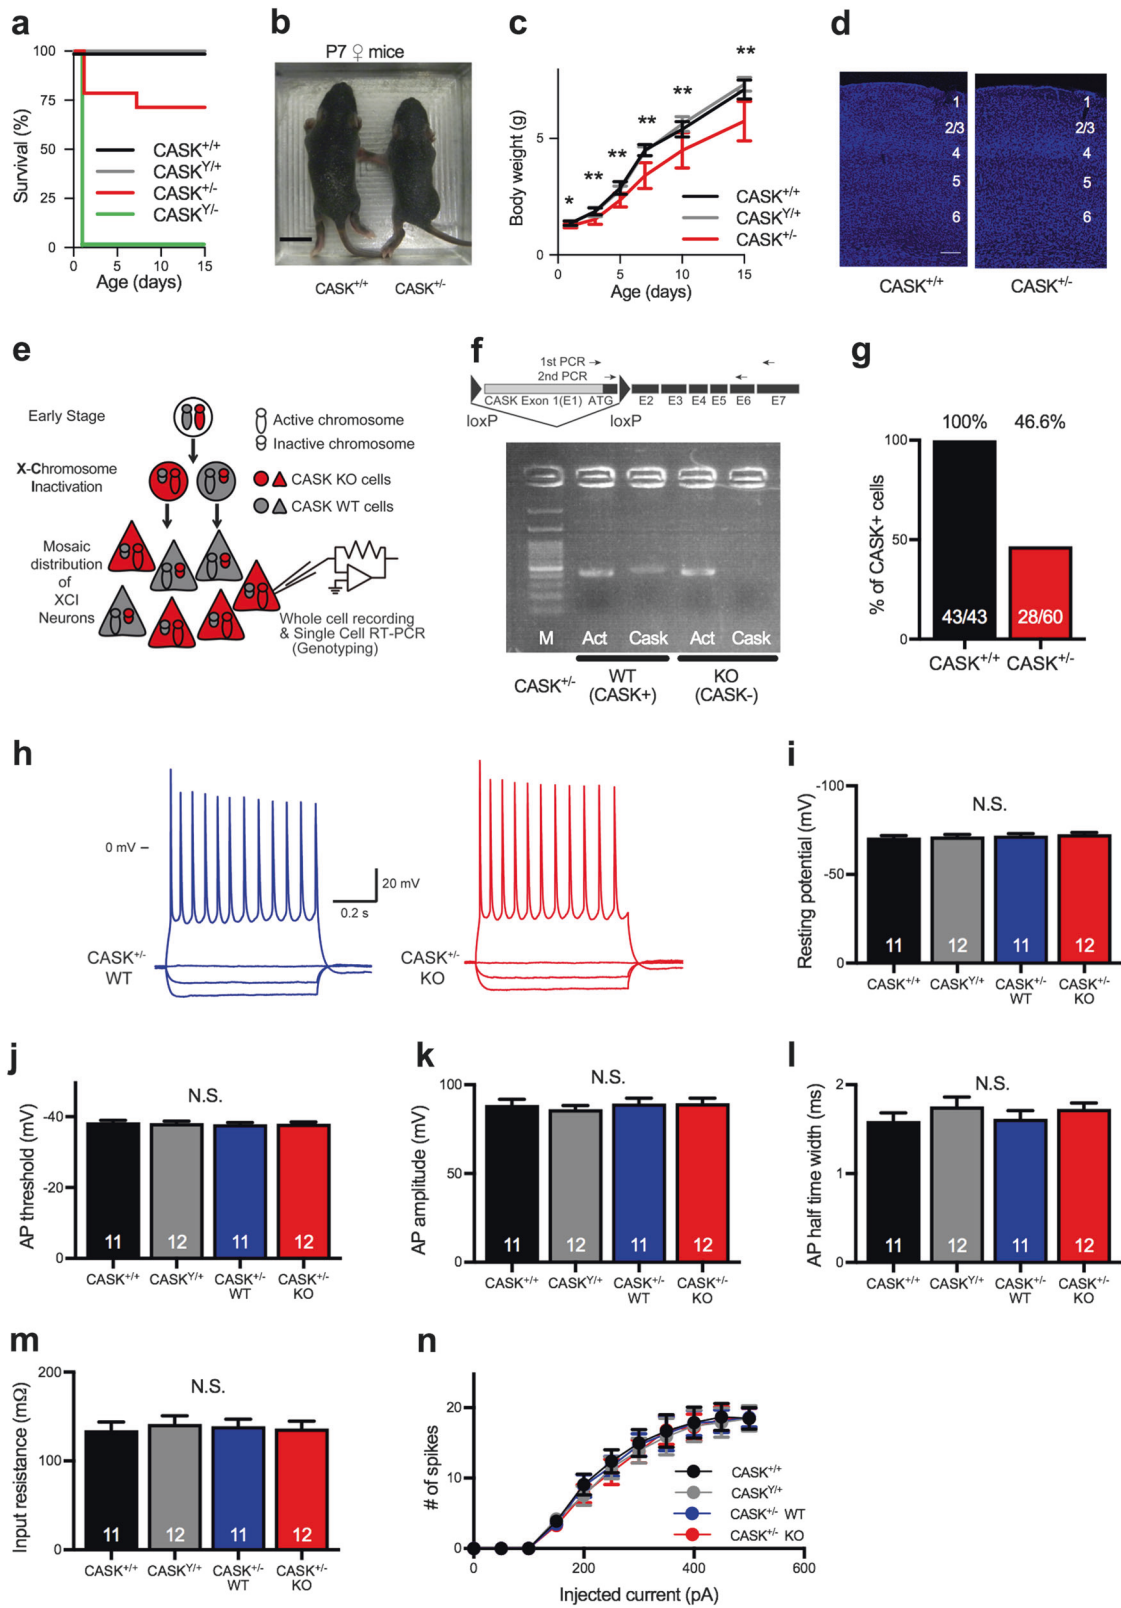 a
Survival (%)
100
75
50
25
0
0 5 10 15
Age (days)
CASK+/+
CASKY/+
CASK+/-
CASKY/-
b
P7 ♀ mice
CASK+/+ CASK+/-
c
Body weight (g)
5
0
0 5 10 15
Age (days)
* ** ** ** ** **
CASK+/+
CASKY/+
CASK+/-
d
1
2/3
4
5
6
1
2/3
4
5
6
CASK+/+ CASK+/-
e
Early Stage
X-Chromosome
Inactivation
Mosaic
distribution
of
XCI
Neurons
Active chromosome
Inactive chromosome
CASK KO cells
CASK WT cells
Whole cell recording
& Single Cell RT-PCR
(Genotyping)
f
1st PCR
2nd PCR
CASK Exon 1(E1) ATG E2 E3 E4 E5 E6 E7
loxP loxP
M Act Cask Act Cask
CASK+/- WT KO
(CASK+) (CASK-)
g
100% 46.6%
% of CASK+ cells
100
50
0
43/43 28/60
CASK+/+ CASK+/-
h
0 mV
20 mV
0.2 s
CASK+/-
WT
CASK+/-
KO
i
Resting potential (mV)
-100
-50
0
N.S.
11 12 11 12
CASK+/+ CASKY/+ CASK+/- CASK+/-
WT KO
j
AP threshold (mV)
-40
-20
0
N.S.
11 12 11 12
CASK+/+ CASKY/+ CASK+/- CASK+/-
WT KO
k
AP amplitude (mV)
100
50
0
N.S.
11 12 11 12
CASK+/+ CASKY/+ CASK+/- CASK+/-
WT KO
l
AP half time width (ms)
2
1
0
N.S.
11 12 11 12
CASK+/+ CASKY/+ CASK+/- CASK+/-
WT KO
m
Input resistance (mΩ)
200
100
0
N.S.
11 12 11 12
CASK+/+ CASKY/+ CASK+/- CASK+/-
WT KO
n
# of spikes
20
10
0
0 200 400 600
Injected current (pA)
CASK+/+
CASKY/+
CASK+/- WT
CASK+/- KO